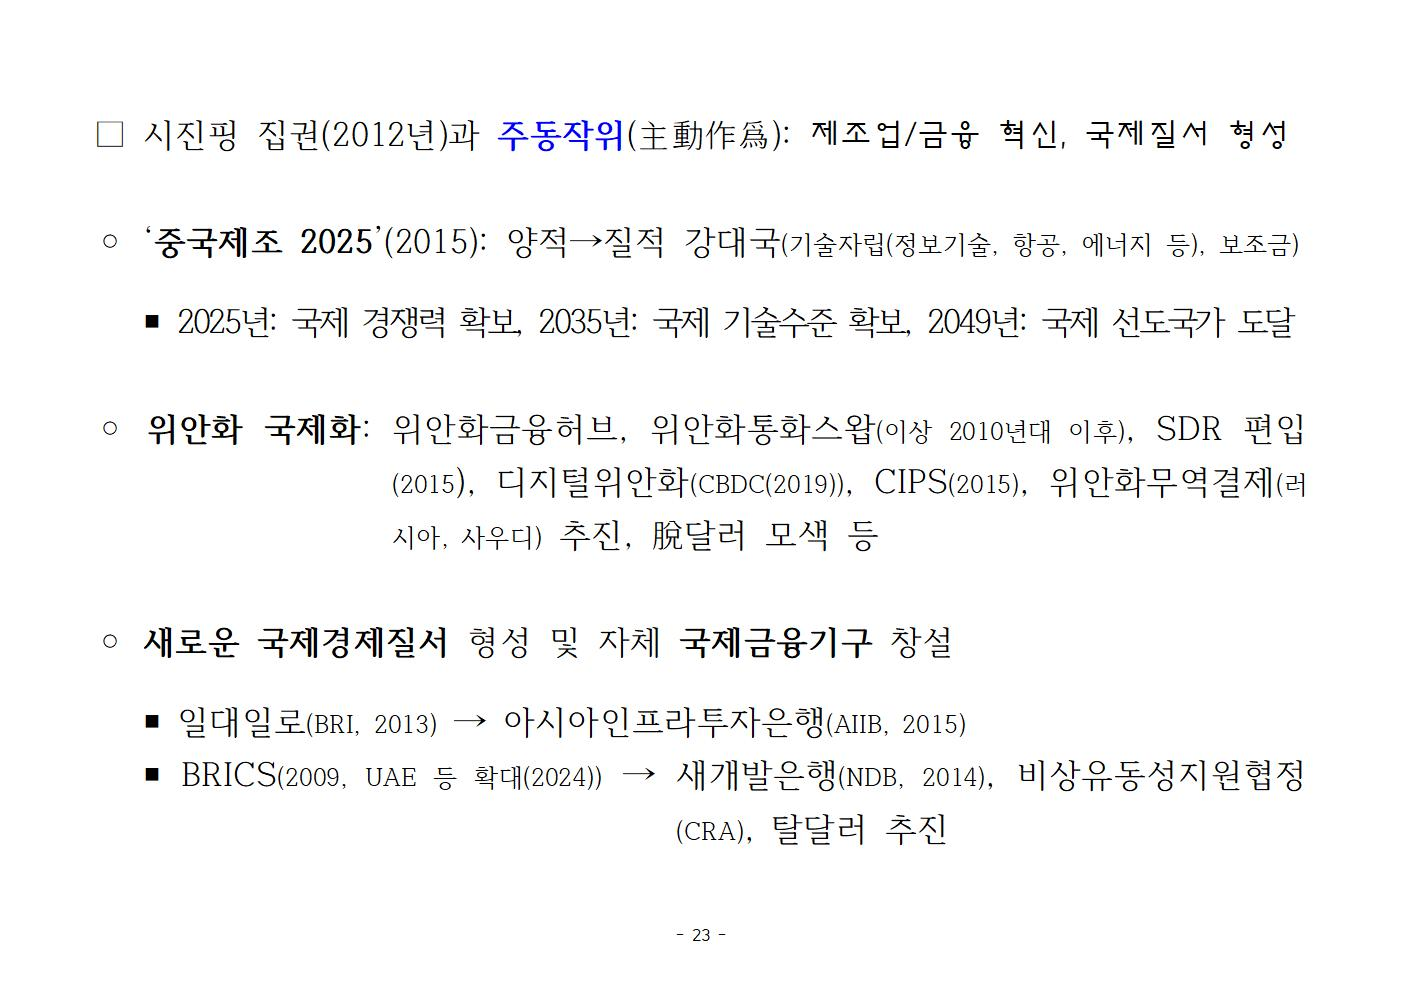 □ 시진핑 집권(2012년)과 주동작위(主動作爲): 제조업/금융 혁신, 국제질서 형성
○ ‘중국제조 2025’(2015): 양적→질적 강대국(기술자립(정보기술, 항공, 에너지 등), 보조금)
■ 2025년: 국제 경쟁력 확보, 2035년: 국제 기술수준 확보, 2049년: 국제 선도국가 도달
○ 위안화 국제화: 위안화금융허브, 위안화통화스왑(이상 2010년대 이후), SDR 편입
(2015), 디지털위안화(CBDC(2019)), CIPS(2015), 위안화무역결제(러
시아, 사우디) 추진, 脫달러 모색 등
○ 새로운 국제경제질서 형성 및 자체 국제금융기구 창설
■ 일대일로(BRI, 2013) → 아시아인프라투자은행(AIIB, 2015)
■ BRICS(2009, UAE 등 확대(2024)) → 새개발은행(NDB, 2014), 비상유동성지원협정
(CRA), 탈달러 추진
- 23 -